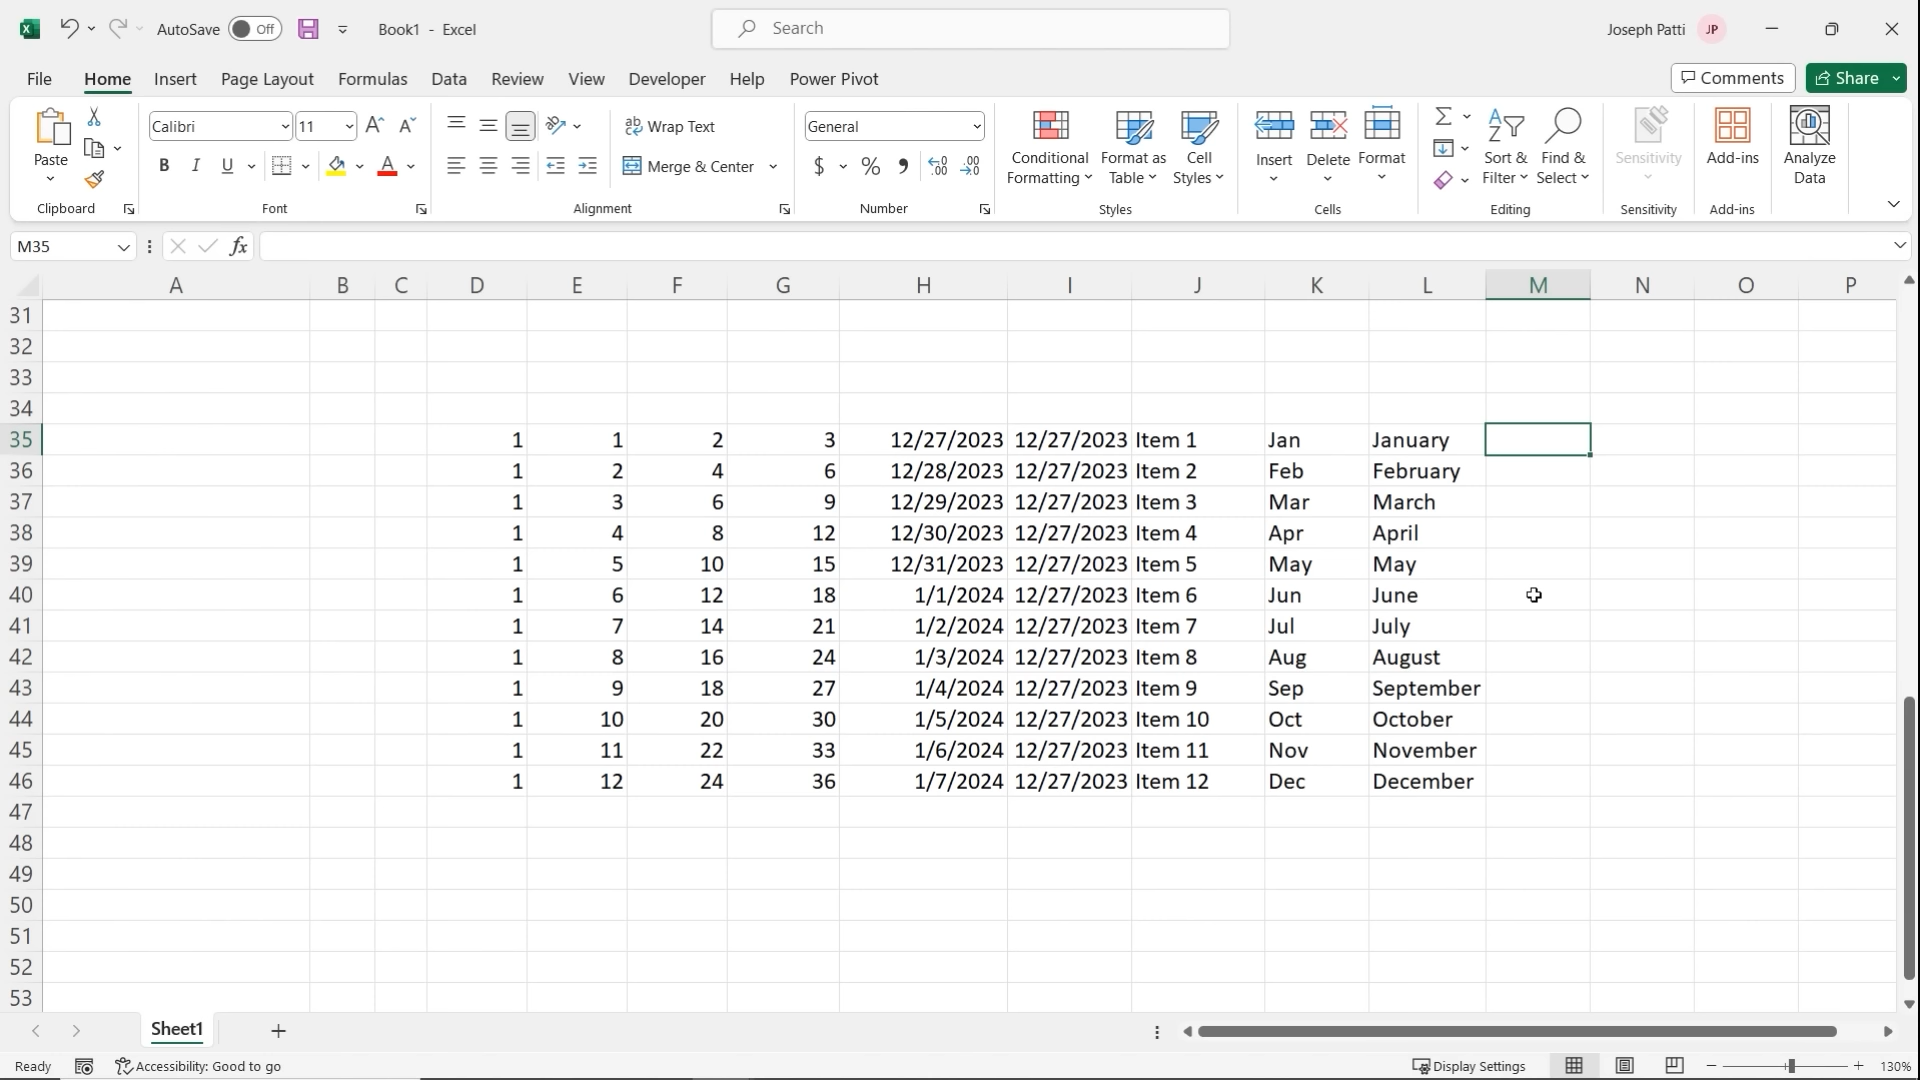 AutoSave Off Book1 - Excel Search Joseph Patti JP
File Home Insert Page Layout Formulas Data Review View Developer Help Power Pivot Comments Share
Calibri 11 Wrap Text General
Paste B I U Merge & Center $ % , Conditional Formatting Format as Table Cell Styles Insert Delete Format Sort & Filter Find & Select Sensitivity Add-ins Analyze Data
Clipboard Font Alignment Number Styles Cells Editing Sensitivity Add-ins
M35 fx
A B C D E F G H I J K L M N O P
31
32
33
34
35 1 1 2 3 12/27/2023 12/27/2023 Item 1 Jan January
36 1 2 4 6 12/28/2023 12/27/2023 Item 2 Feb February
37 1 3 6 9 12/29/2023 12/27/2023 Item 3 Mar March
38 1 4 8 12 12/30/2023 12/27/2023 Item 4 Apr April
39 1 5 10 15 12/31/2023 12/27/2023 Item 5 May May
40 1 6 12 18 1/1/2024 12/27/2023 Item 6 Jun June
41 1 7 14 21 1/2/2024 12/27/2023 Item 7 Jul July
42 1 8 16 24 1/3/2024 12/27/2023 Item 8 Aug August
43 1 9 18 27 1/4/2024 12/27/2023 Item 9 Sep September
44 1 10 20 30 1/5/2024 12/27/2023 Item 10 Oct October
45 1 11 22 33 1/6/2024 12/27/2023 Item 11 Nov November
46 1 12 24 36 1/7/2024 12/27/2023 Item 12 Dec December
47
48
49
50
51
52
53
Sheet1
Ready Accessibility: Good to go Display Settings 130%